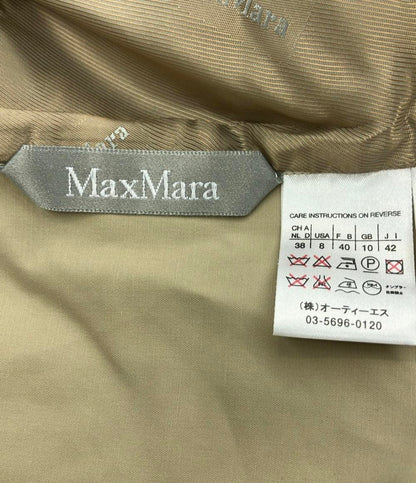 MaxMara
MaxMara
CARE INSTRUCTIONS ON REVERSE
CH A NL D USA F B GB J I
38 8 40 10 42
P
(株)オーティーエス
03-5696-0120